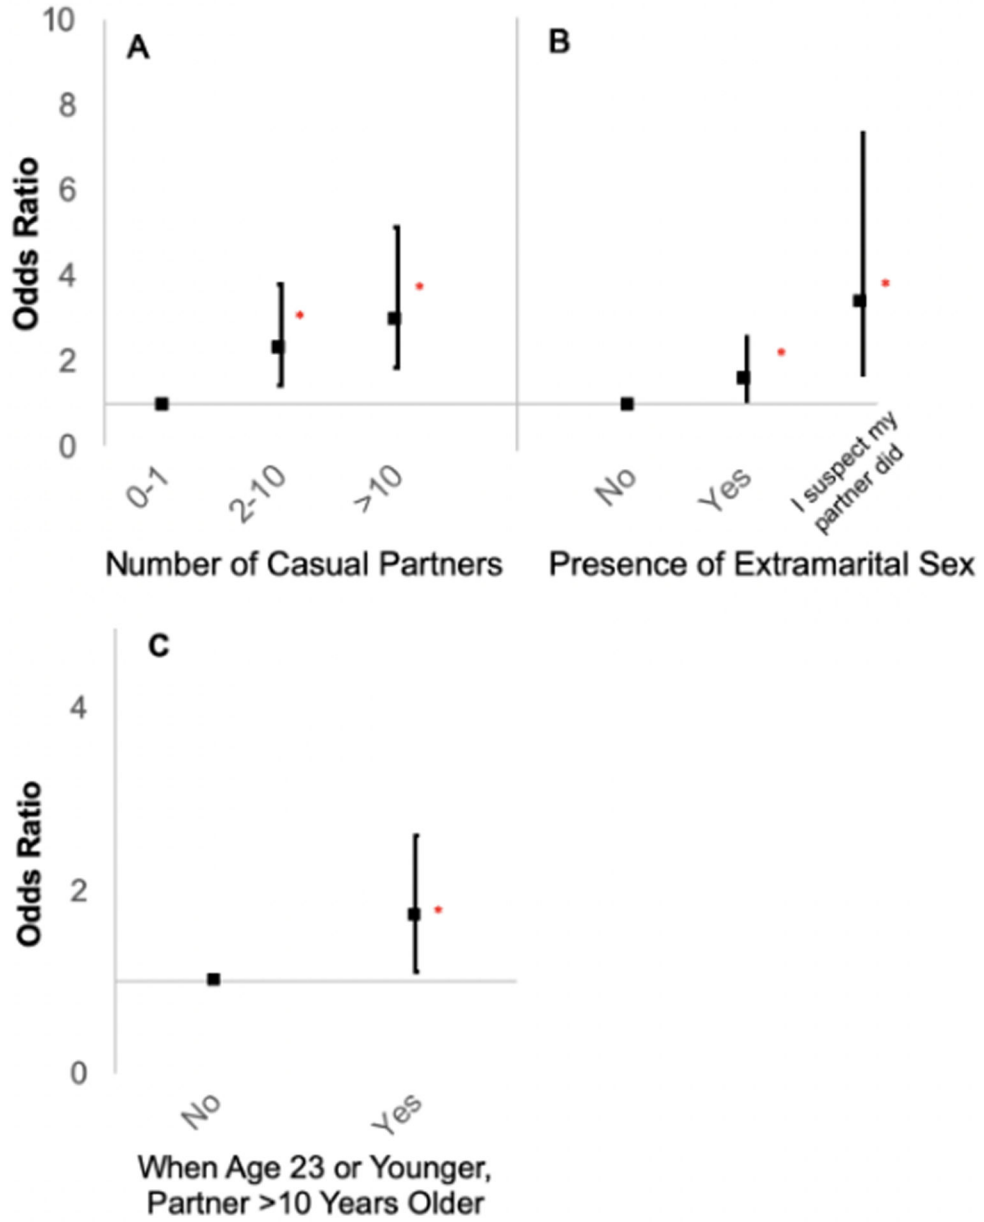 10
A
B
8
6
4
2
0
Odds Ratio
*
*
*
*
0-1
2-10
>10
No
Yes
I suspect my
partner did
Number of Casual Partners
Presence of Extramarital Sex
C
4
2
0
Odds Ratio
*
No
Yes
When Age 23 or Younger,
Partner >10 Years Older